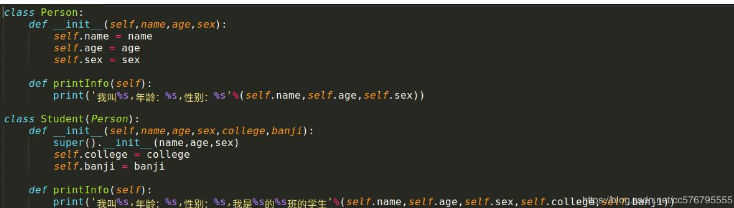 class Person:
    def __init__(self,name,age,sex):
        self.name = name
        self.age = age
        self.sex = sex
    def printInfo(self):
        print('我叫%s,年龄：%s,性别：%s'%(self.name,self.age,self.sex))
class Student(Person):
    def __init__(self,name,age,sex,college,banji):
        super().__init__(name,age,sex)
        self.college = college
        self.banji = banji
    def printInfo(self):
        print('我叫%s,年龄：%s,性别：%s,我是%s的%s班的学生'%(self.name,self.age,self.sex,self.college,self.banji))
https://blog.csdn.net/cc576795555